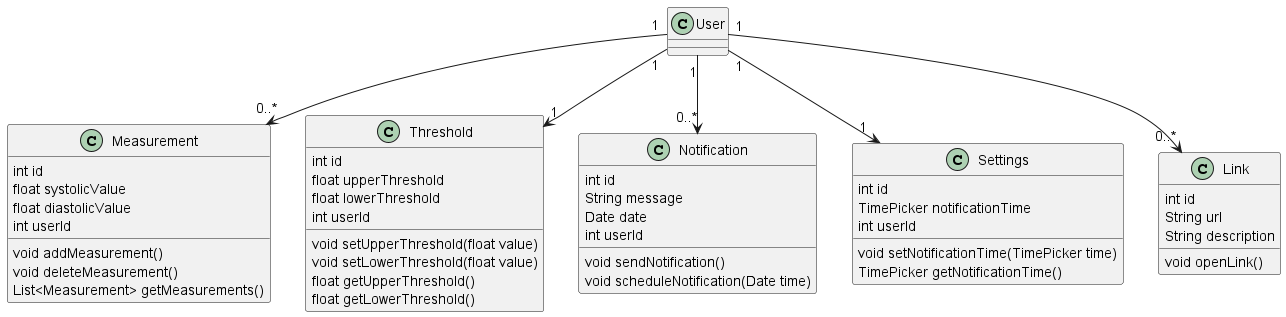 C User
1
1
1
1
1
0..*
1
0..*
1
0..*
C Measurement
int id
float systolicValue
float diastolicValue
int userId
void addMeasurement()
void deleteMeasurement()
List<Measurement> getMeasurements()
C Threshold
int id
float upperThreshold
float lowerThreshold
int userId
void setUpperThreshold(float value)
void setLowerThreshold(float value)
float getUpperThreshold()
float getLowerThreshold()
C Notification
int id
String message
Date date
int userId
void sendNotification()
void scheduleNotification(Date time)
C Settings
int id
TimePicker notificationTime
int userId
void setNotificationTime(TimePicker time)
TimePicker getNotificationTime()
C Link
int id
String url
String description
void openLink()